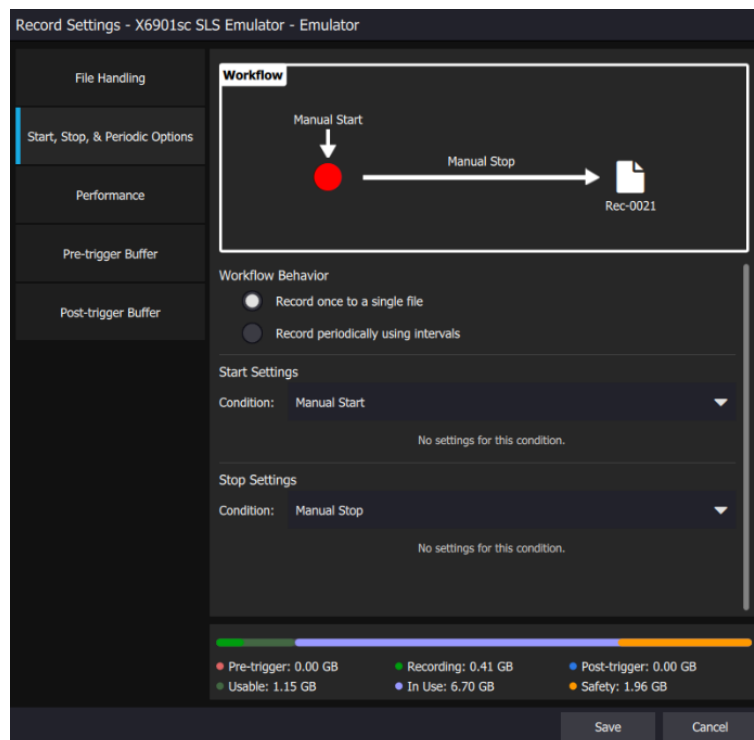 Record Settings - X6901sc SLS Emulator - Emulator
File Handling
Start, Stop, & Periodic Options
Performance
Pre-trigger Buffer
Post-trigger Buffer
Workflow
Manual Start
Manual Stop
Rec-0021
Workflow Behavior
Record once to a single file
Record periodically using intervals
Start Settings
Condition: Manual Start
No settings for this condition.
Stop Settings
Condition: Manual Stop
No settings for this condition.
Pre-trigger: 0.00 GB Recording: 0.41 GB Post-trigger: 0.00 GB
Usable: 1.15 GB In Use: 6.70 GB Safety: 1.96 GB
Save Cancel